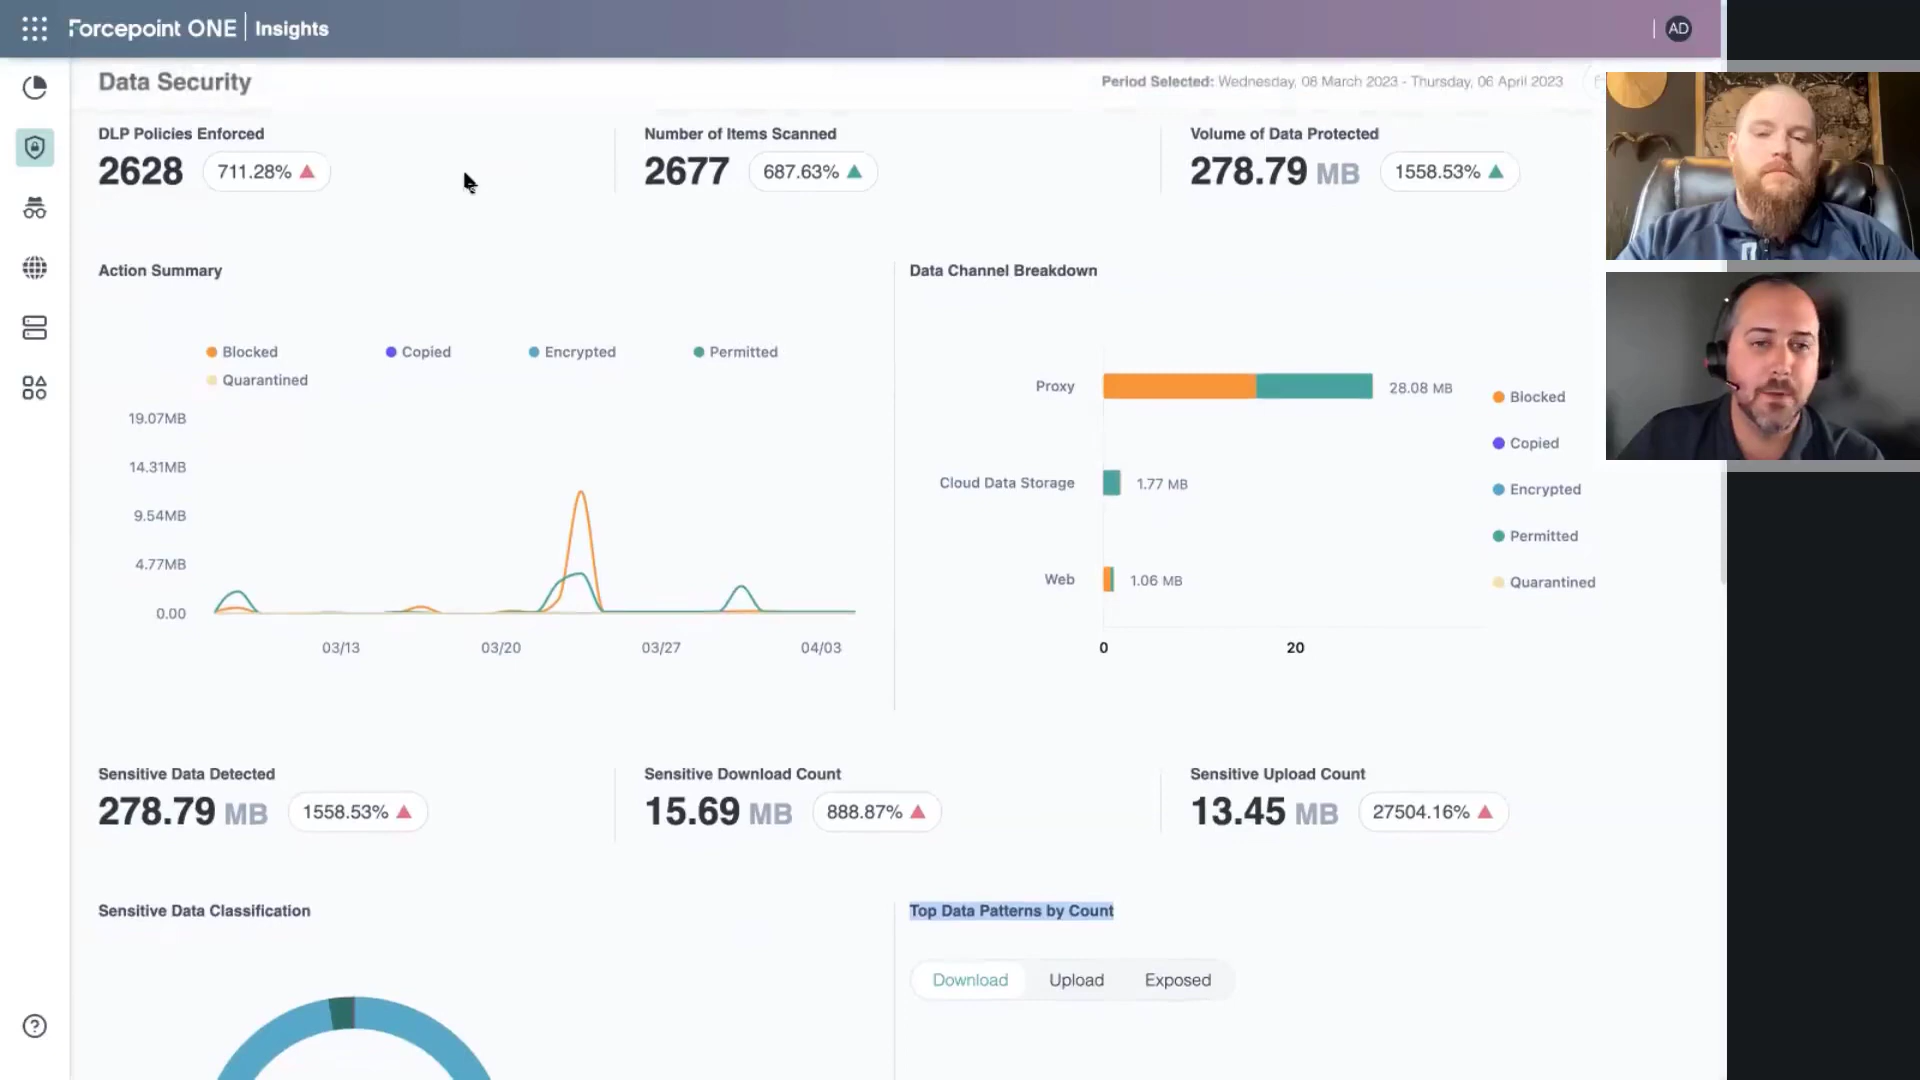 Forcepoint ONE | Insights
AD
Data Security
Period Selected: Wednesday, 08 March 2023 - Thursday, 06 April 2023
DLP Policies Enforced
2628 711.28%
Number of Items Scanned
2677 687.63%
Volume of Data Protected
278.79 MB 1558.53%
Action Summary
Blocked Copied Encrypted Permitted
Quarantined
19.07MB
14.31MB
9.54MB
4.77MB
0.00
03/13 03/20 03/27 04/03
Data Channel Breakdown
Proxy 28.08 MB
Cloud Data Storage 1.77 MB
Web 1.06 MB
0 20
Blocked
Copied
Encrypted
Permitted
Quarantined
Sensitive Data Detected
278.79 MB 1558.53%
Sensitive Download Count
15.69 MB 888.87%
Sensitive Upload Count
13.45 MB 27504.16%
Sensitive Data Classification
Top Data Patterns by Count
Download Upload Exposed